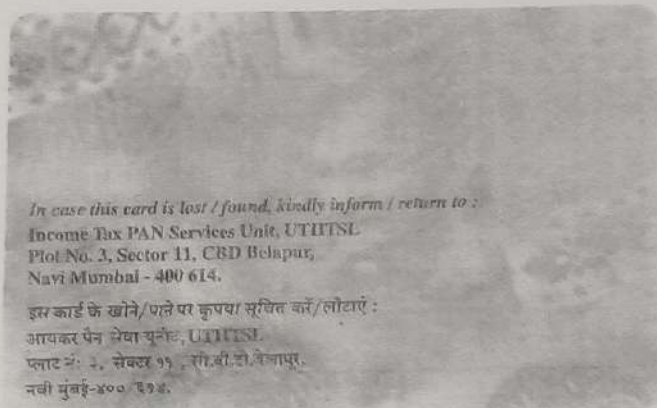 In case this card is lost / found, kindly inform / return to :
Income Tax PAN Services Unit, UTIITSL
Plot No. 3, Sector 11, CBD Belapur,
Navi Mumbai - 400 614.
इस कार्ड के खोने/पाने पर कृपया सूचित करें/लौटाएं :
आयकर पैन सेवा यूनीट, UTIITSL
प्लाट नं: ३, सेक्टर ११ , सी.बी.डी.बेलापूर,
नवी मुंबई-४०० ६१४.